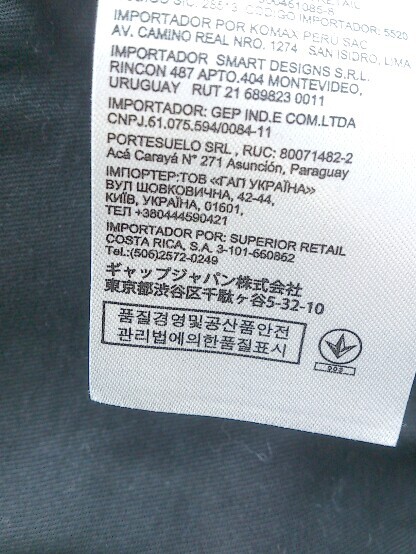 IMPORTADOR: 5520
IMPORTADOR POR KOMAX PERU SAC
AV. CAMINO REAL NRO. 1274 SAN ISIDRO, LIMA
IMPORTADOR SMART DESIGNS S.R.L.
RINCON 487 APTO.404 MONTEVIDEO,
URUGUAY RUT 21 689823 0011
IMPORTADOR: GEP IND.E COM.LTDA
CNPJ.61.075.594/0084-11
PORTESUELO SRL , RUC: 80071482-2
Acá Carayá N° 271 Asunción, Paraguay
ІМПОРТЕР:ТОВ «ГАП УКРАЇНА»
ВУЛ ШОВКОВИЧНА, 42-44,
КИЇВ, УКРАЇНА, 01601,
ТЕЛ +380444590421
IMPORTADOR POR: SUPERIOR RETAIL
COSTA RICA, S.A. 3-101-660862
Tel.:(506)2572-0249
ギャップジャパン株式会社
東京都渋谷区千駄ヶ谷5-32-10
품질경영및공산품안전
관리법에의한품질표시
003